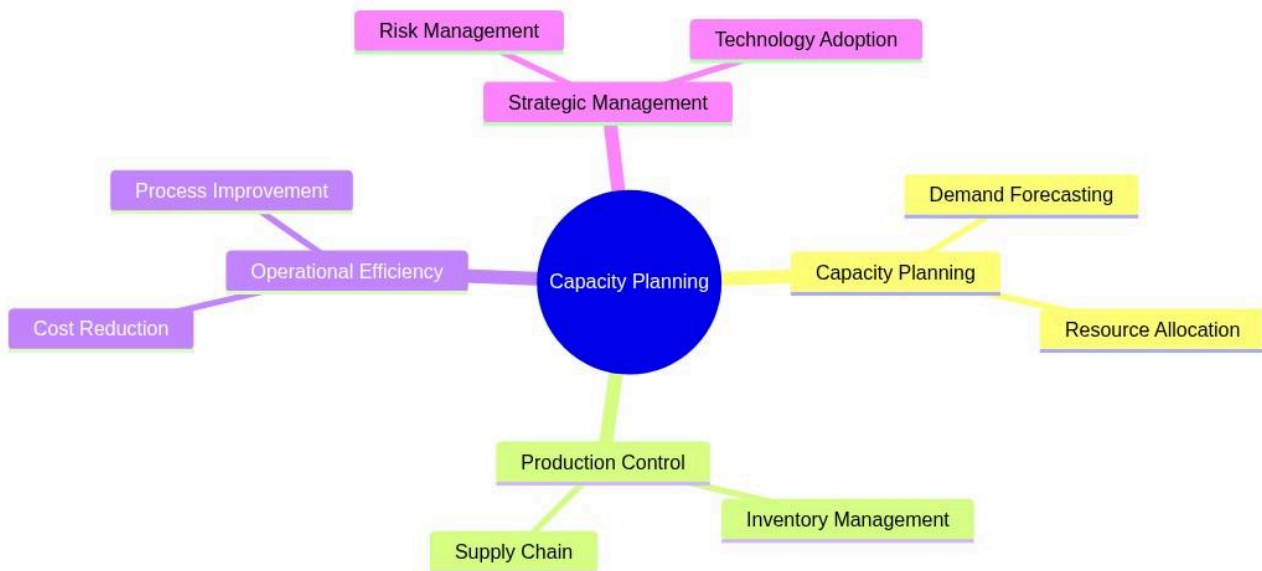 Risk Management
Technology Adoption
Strategic Management
Process Improvement
Demand Forecasting
Operational Efficiency
Capacity Planning
Capacity Planning
Cost Reduction
Resource Allocation
Production Control
Inventory Management
Supply Chain